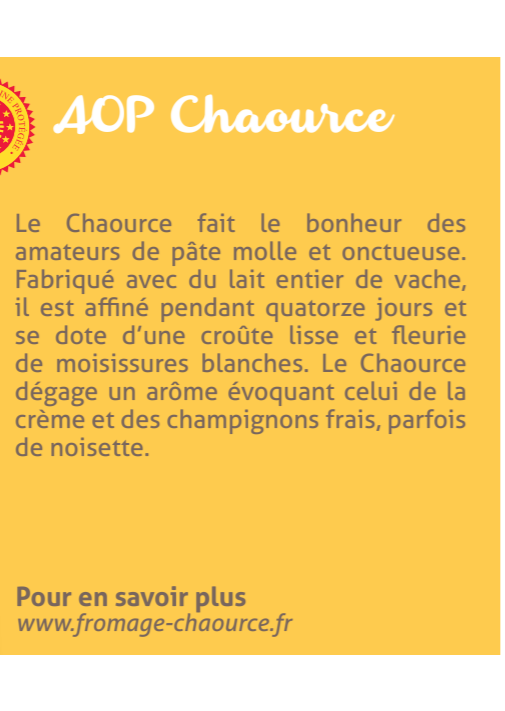 AOP Chaource
Le Chaource fait le bonheur des
amateurs de pâte molle et onctueuse.
Fabriqué avec du lait entier de vache,
il est affiné pendant quatorze jours et
se dote d’une croûte lisse et fleurie
de moisissures blanches. Le Chaource
dégage un arôme évoquant celui de la
crème et des champignons frais, parfois
de noisette.
Pour en savoir plus
www.fromage-chaource.fr